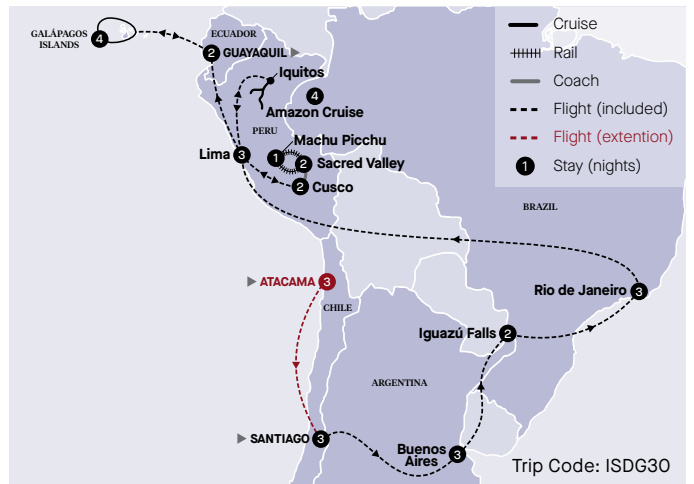 GALÁPAGOS
ISLANDS
4
ECUADOR
2
GUAYAQUIL
Iquitos
4
Amazon Cruise
PERU
Machu Picchu
Lima
3
1
2
Sacred Valley
2
Cusco
Cruise
Rail
Coach
Flight (included)
Flight (extention)
1
Stay (nights)
BRAZIL
ATACAMA
3
CHILE
Rio de Janeiro
3
Iguazú Falls
2
ARGENTINA
SANTIAGO
3
Buenos
Aires
3
Trip Code: ISDG30